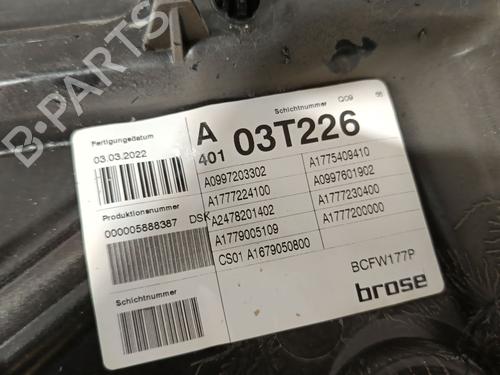 B-PARTS
Fertigungsdatum
03.03.2022
Produktionsnummer
000005888387 DSK
Schichtnummer
A
401 03T226
Schichtnummer Q09
A0997203302
A1777224100
A2478201402
A1779005109
CS01 A1679050800
A1775409410
A0997601902
A1777230400
A1777200000
BCFW177P
brose